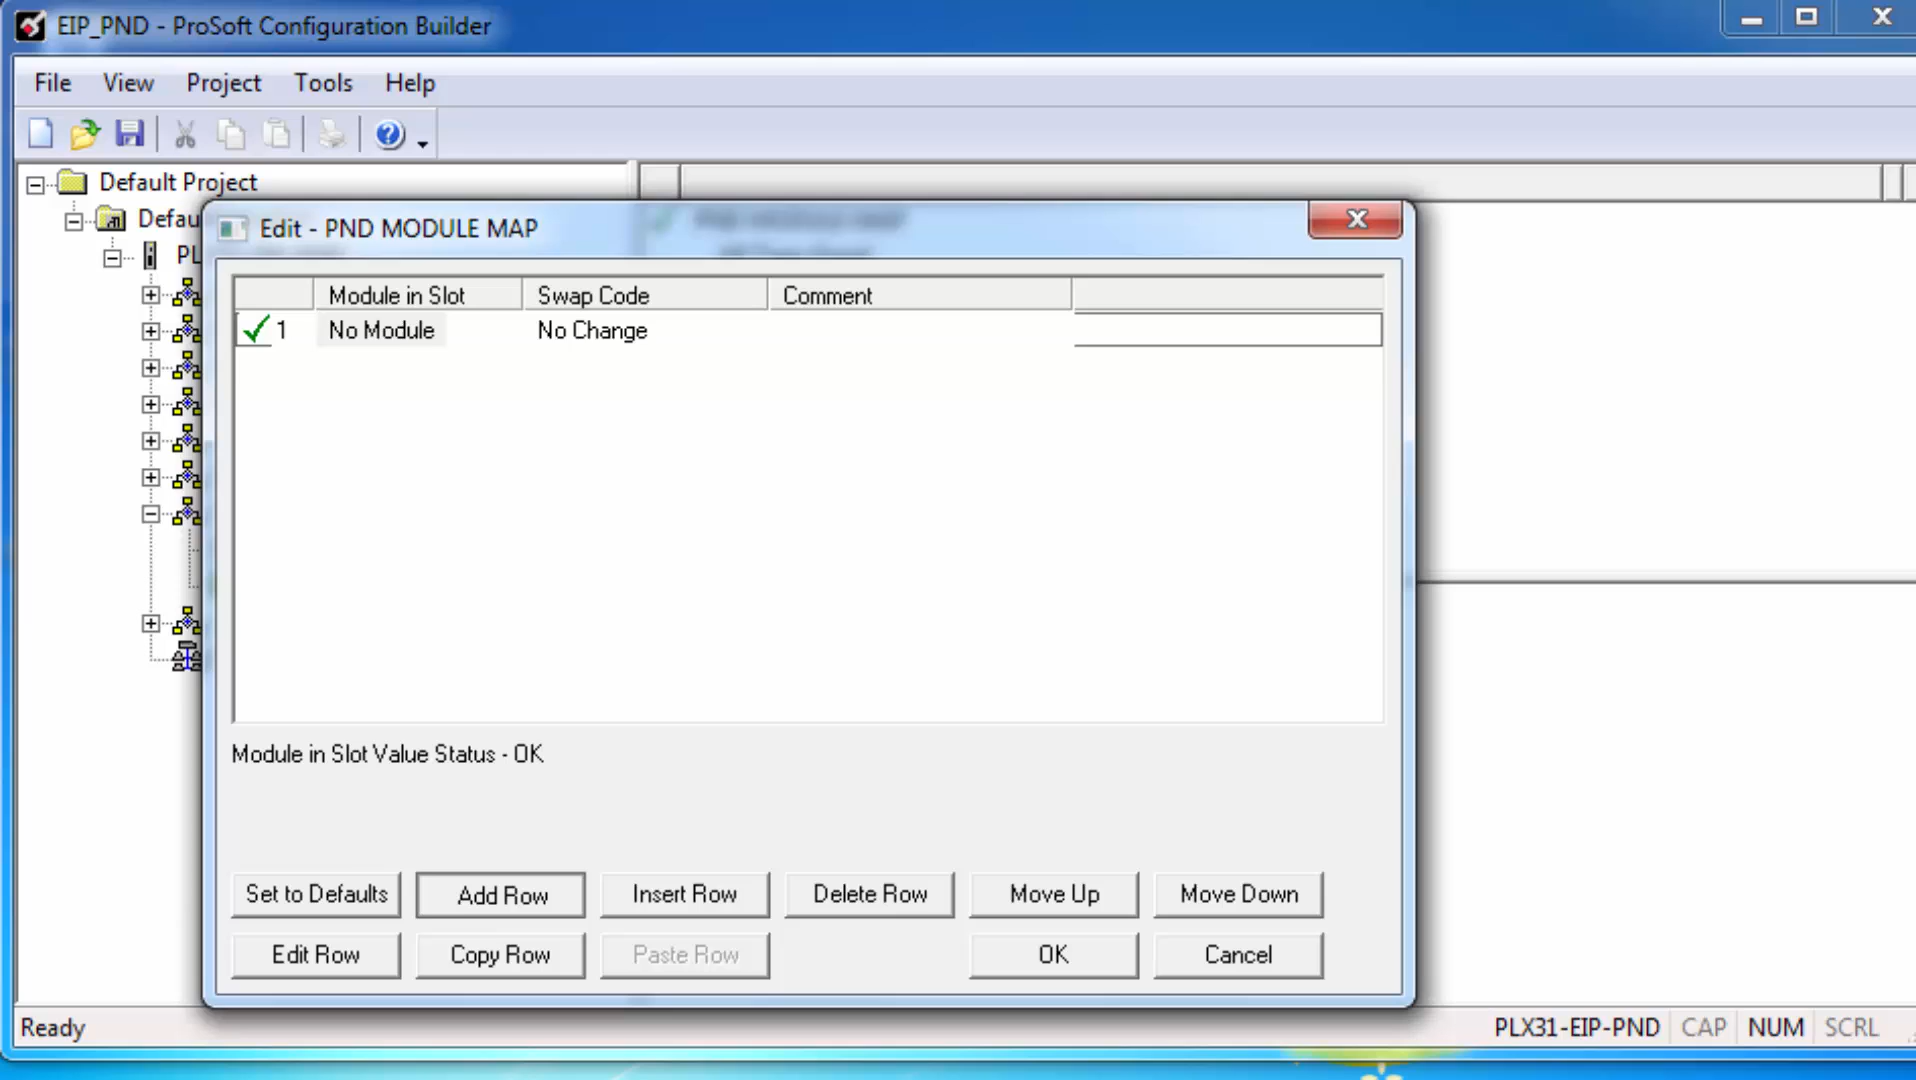 EIP_PND - ProSoft Configuration Builder
File View Project Tools Help
Default Project
Defau
PL
Edit - PND MODULE MAP
Module in Slot Swap Code Comment
1 No Module No Change
Module in Slot Value Status - OK
Set to Defaults Add Row Insert Row Delete Row Move Up Move Down
Edit Row Copy Row Paste Row OK Cancel
Ready PLX31-EIP-PND CAP NUM SCRL